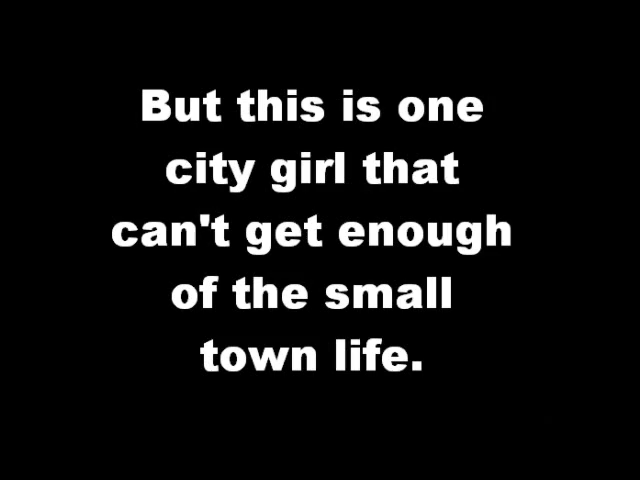 But this is one
city girl that
can't get enough
of the small
town life.